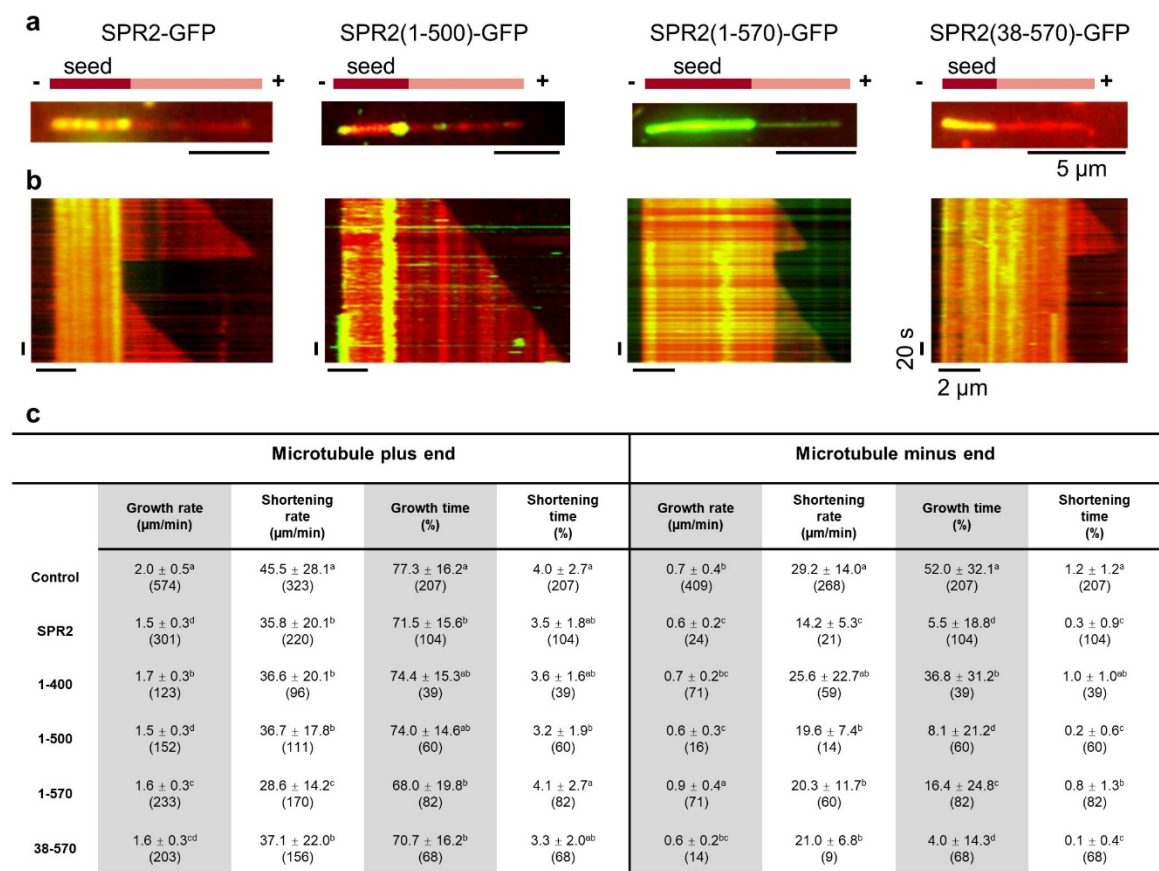 a
SPR2-GFP SPR2(1-500)-GFP SPR2(1-570)-GFP SPR2(38-570)-GFP
seed seed seed seed
- + - + - + - +
5 µm
b
20 s
2 µm
c
Microtubule plus end Microtubule minus end
Growth rate (µm/min) Shortening rate (µm/min) Growth time (%) Shortening time (%) Growth rate (µm/min) Shortening rate (µm/min) Growth time (%) Shortening time (%)
Control 2.0 ± 0.5ᵃ 45.5 ± 28.1ᵃ 77.3 ± 16.2ᵃ 4.0 ± 2.7ᵃ 0.7 ± 0.4ᵇ 29.2 ± 14.0ᵃ 52.0 ± 32.1ᵃ 1.2 ± 1.2ᵃ
(574) (323) (207) (207) (409) (268) (207) (207)
SPR2 1.5 ± 0.3ᵈ 35.8 ± 20.1ᵇ 71.5 ± 15.6ᵇ 3.5 ± 1.8ᵃᵇ 0.6 ± 0.2ᶜ 14.2 ± 5.3ᶜ 5.5 ± 18.8ᵈ 0.3 ± 0.9ᶜ
(301) (220) (104) (104) (24) (21) (104) (104)
1-400 1.7 ± 0.3ᵇ 36.6 ± 20.1ᵇ 74.4 ± 15.3ᵃᵇ 3.6 ± 1.6ᵃᵇ 0.7 ± 0.2ᵇᶜ 25.6 ± 22.7ᵃᵇ 36.8 ± 31.2ᵇ 1.0 ± 1.0ᵃᵇ
(123) (96) (39) (39) (71) (59) (39) (39)
1-500 1.5 ± 0.3ᵈ 36.7 ± 17.8ᵇ 74.0 ± 14.6ᵃᵇ 3.2 ± 1.9ᵇ 0.6 ± 0.3ᶜ 19.6 ± 7.4ᵇ 8.1 ± 21.2ᵈ 0.2 ± 0.6ᶜ
(152) (111) (60) (60) (16) (14) (60) (60)
1-570 1.6 ± 0.3ᶜ 28.6 ± 14.2ᶜ 68.0 ± 19.8ᵇ 4.1 ± 2.7ᵃ 0.9 ± 0.4ᵃ 20.3 ± 11.7ᵇ 16.4 ± 24.8ᶜ 0.8 ± 1.3ᵇ
(233) (170) (82) (82) (71) (60) (82) (82)
38-570 1.6 ± 0.3ᶜᵈ 37.1 ± 22.0ᵇ 70.7 ± 16.2ᵇ 3.3 ± 2.0ᵃᵇ 0.6 ± 0.2ᵇᶜ 21.0 ± 6.8ᵇ 4.0 ± 14.3ᵈ 0.1 ± 0.4ᶜ
(203) (156) (68) (68) (14) (9) (68) (68)